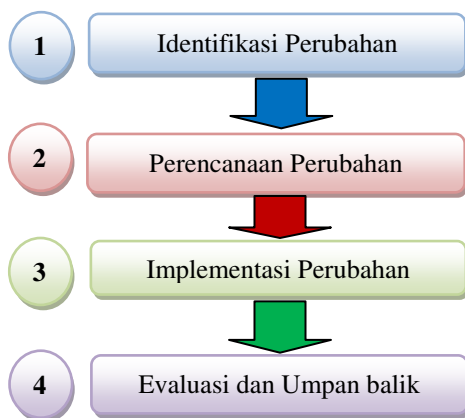 1 Identifikasi Perubahan
2 Perencanaan Perubahan
3 Implementasi Perubahan
4 Evaluasi dan Umpan balik